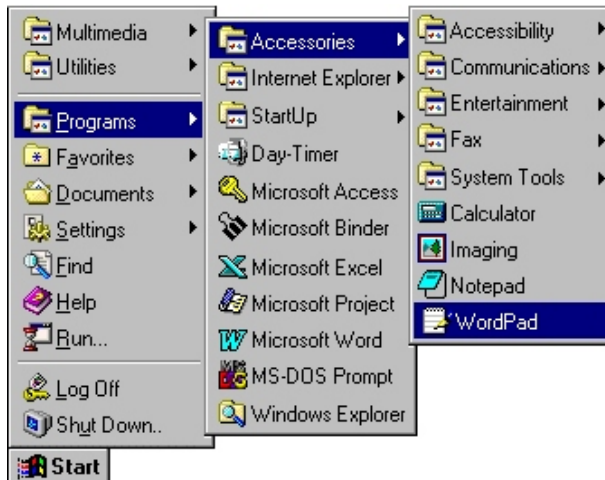 Multimedia
Utilities
Programs
Favorites
Documents
Settings
Find
Help
Run...
Log Off
Shut Down..
Start
Accessories
Internet Explorer
StartUp
Day-Timer
Microsoft Access
Microsoft Binder
Microsoft Excel
Microsoft Project
Microsoft Word
MS-DOS Prompt
Windows Explorer
Accessibility
Communications
Entertainment
Fax
System Tools
Calculator
Imaging
Notepad
WordPad